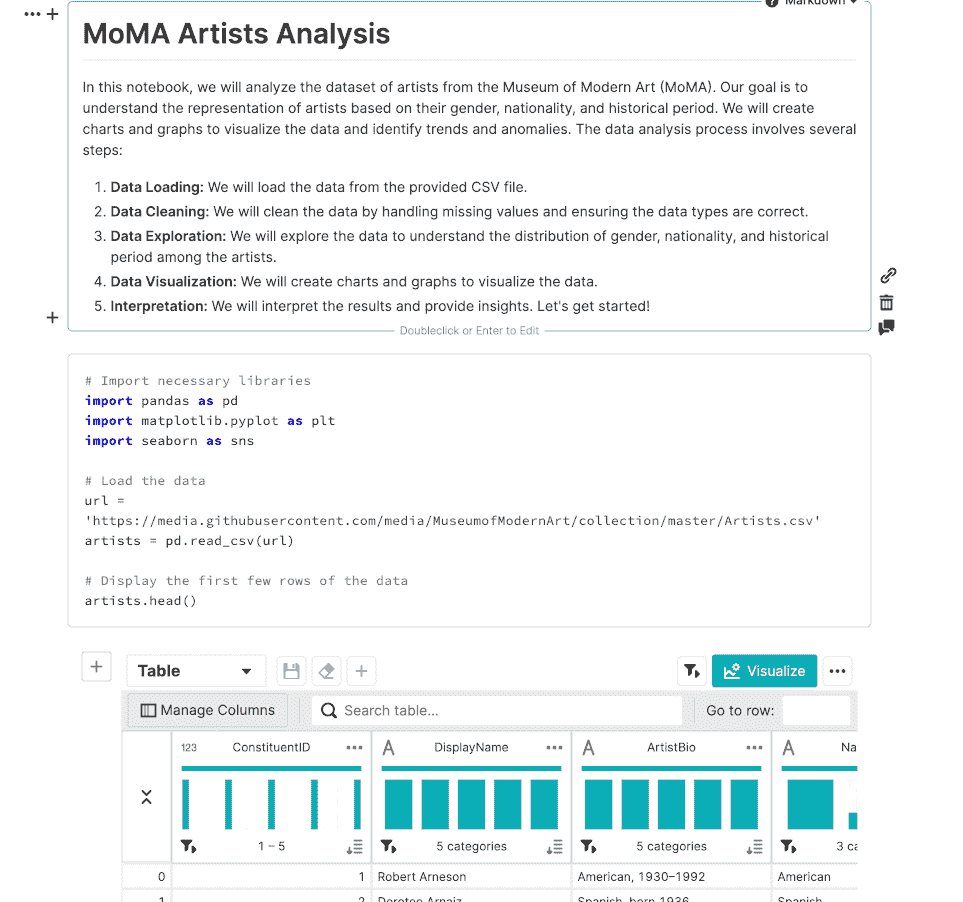 Markdown
MoMA Artists Analysis
In this notebook, we will analyze the dataset of artists from the Museum of Modern Art (MoMA). Our goal is to
understand the representation of artists based on their gender, nationality, and historical period. We will create
charts and graphs to visualize the data and identify trends and anomalies. The data analysis process involves several
steps:
1. Data Loading: We will load the data from the provided CSV file.
2. Data Cleaning: We will clean the data by handling missing values and ensuring the data types are correct.
3. Data Exploration: We will explore the data to understand the distribution of gender, nationality, and historical
period among the artists.
4. Data Visualization: We will create charts and graphs to visualize the data.
5. Interpretation: We will interpret the results and provide insights. Let's get started!
Doubleclick or Enter to Edit
# Import necessary libraries
import pandas as pd
import matplotlib.pyplot as plt
import seaborn as sns
# Load the data
url =
'https://media.githubusercontent.com/media/MuseumofModernArt/collection/master/Artists.csv'
artists = pd.read_csv(url)
# Display the first few rows of the data
artists.head()
Table
Visualize
Manage Columns
Search table...
Go to row:
123 ConstituentID A DisplayName A ArtistBio A Na
1 – 5 5 categories 5 categories 3 ca
0 1 Robert Arneson American, 1930–1992 American
1 2 Doroteo Arnaiz Spanish, born 1936 Spanish